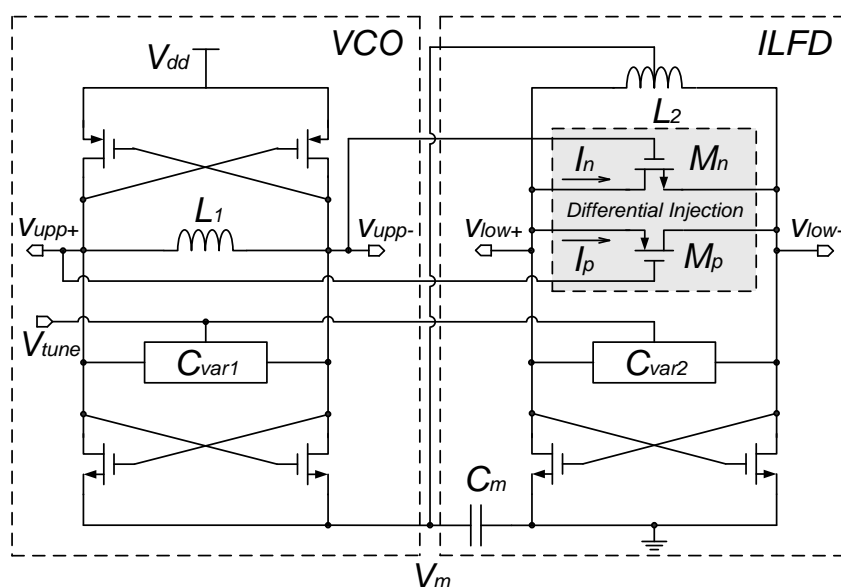 VCO
ILFD
Vdd
L2
In
Mn
Differential Injection
Ip
Mp
L1
Vupp+
Vupp-
Vlow+
Vlow-
Vtune
Cvar1
Cvar2
Cm
Vm